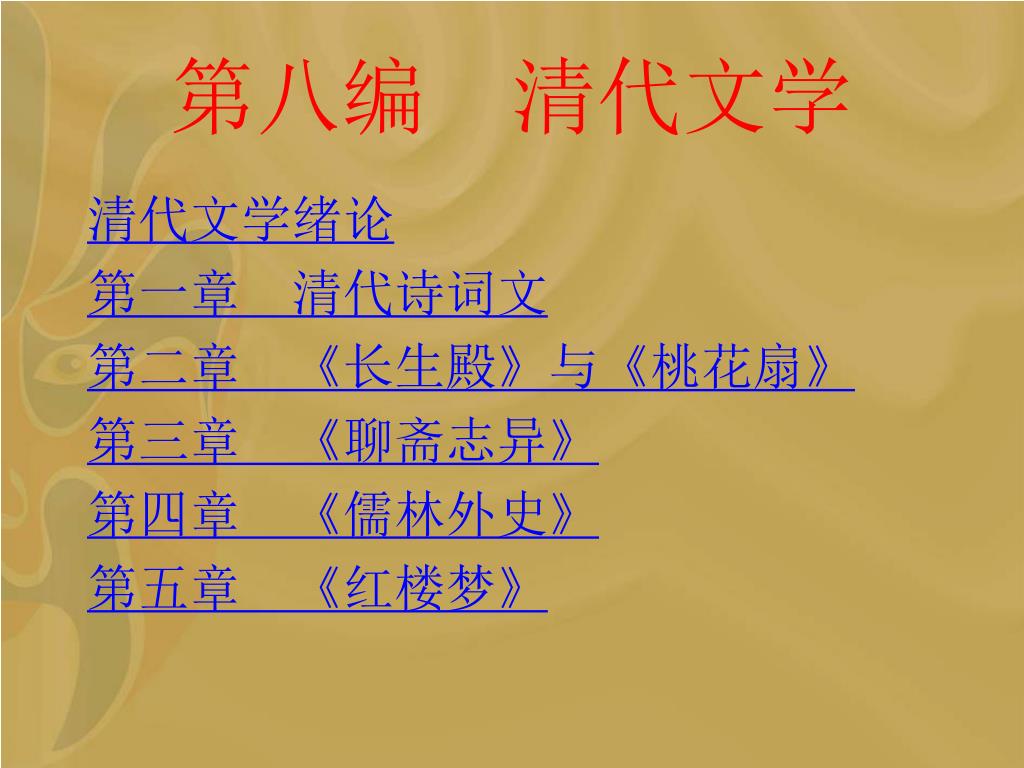 第八编　清代文学
清代文学绪论
第一章　清代诗词文
第二章　《长生殿》与《桃花扇》
第三章　《聊斋志异》
第四章　《儒林外史》
第五章　《红楼梦》